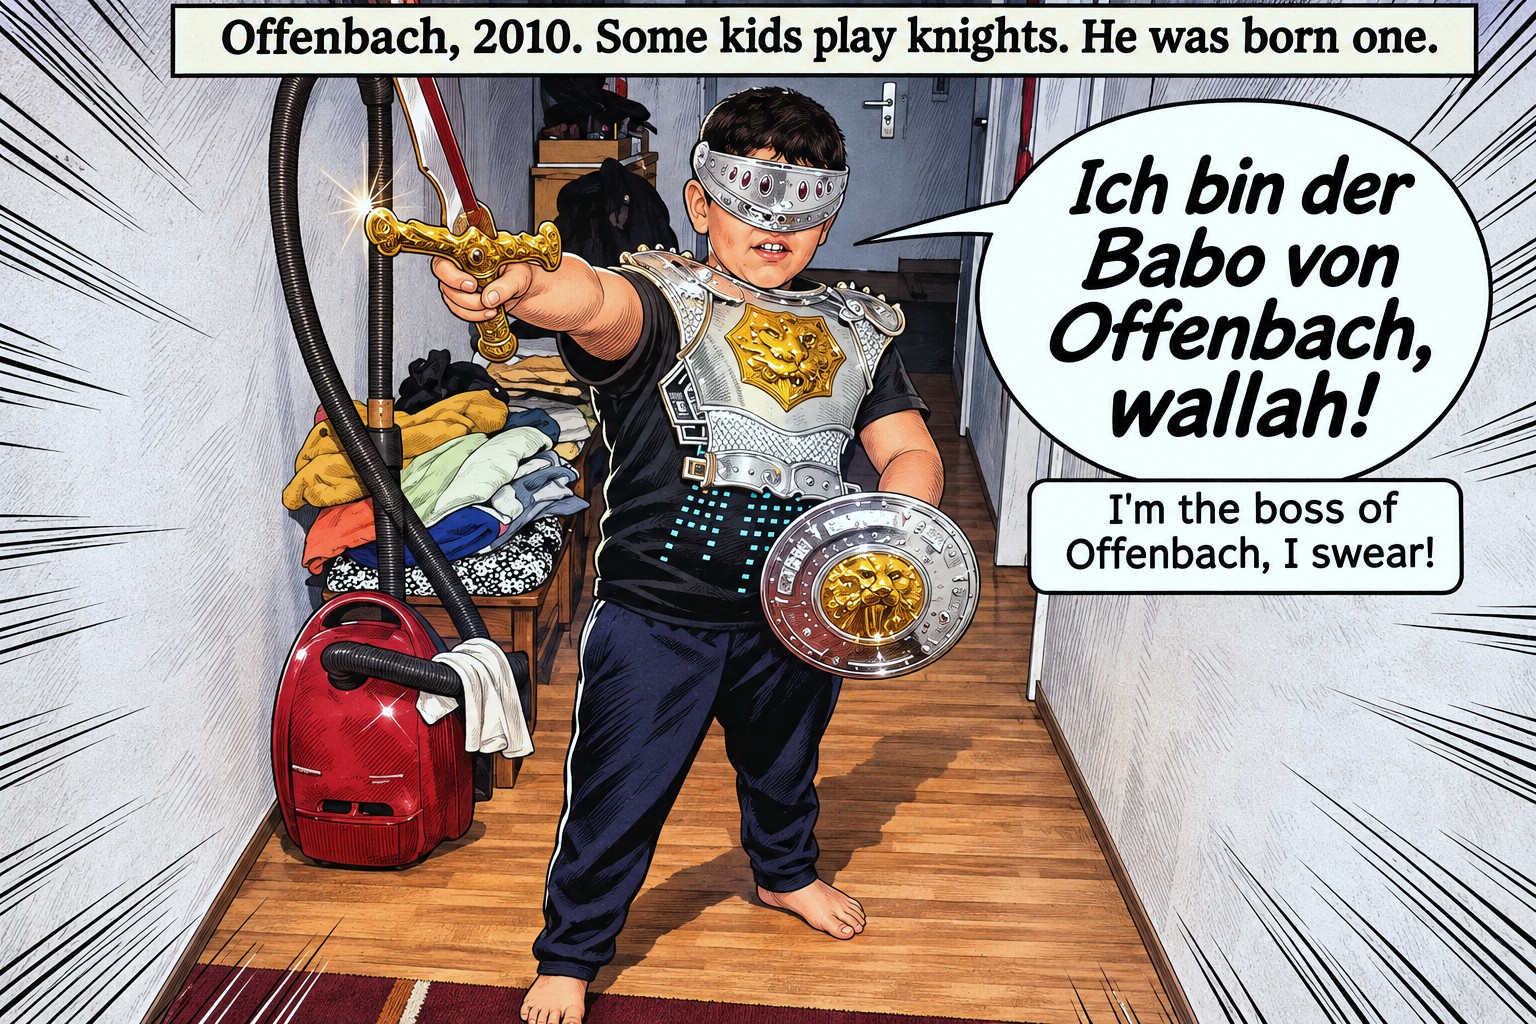 Offenbach, 2010. Some kids play knights. He was born one.
Ich bin der
Babo von
Offenbach,
wallah!
I'm the boss of
Offenbach, I swear!